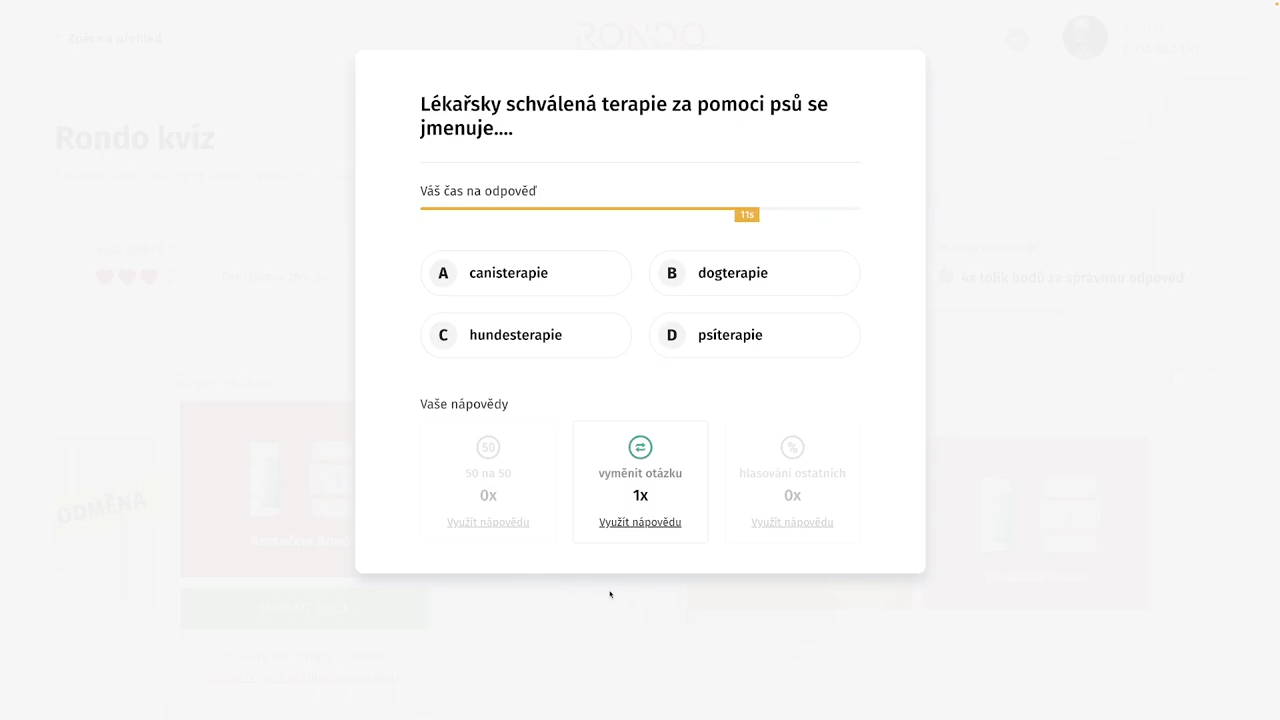 Zpět na přehled
RONDO
Rondo kvíz
Lékařsky schválená terapie za pomoci psů se
jmenuje....
Váš čas na odpověď
11s
A canisterapie
B dogterapie
C hundesterapie
D psíterapie
4x tolik bodů za správnou odpověď
Vaše nápovědy
50
50 na 50
0x
Využít nápovědu
vyměnit otázku
1x
Využít nápovědu
%
hlasování ostatních
0x
Využít nápovědu
ODMĚNA